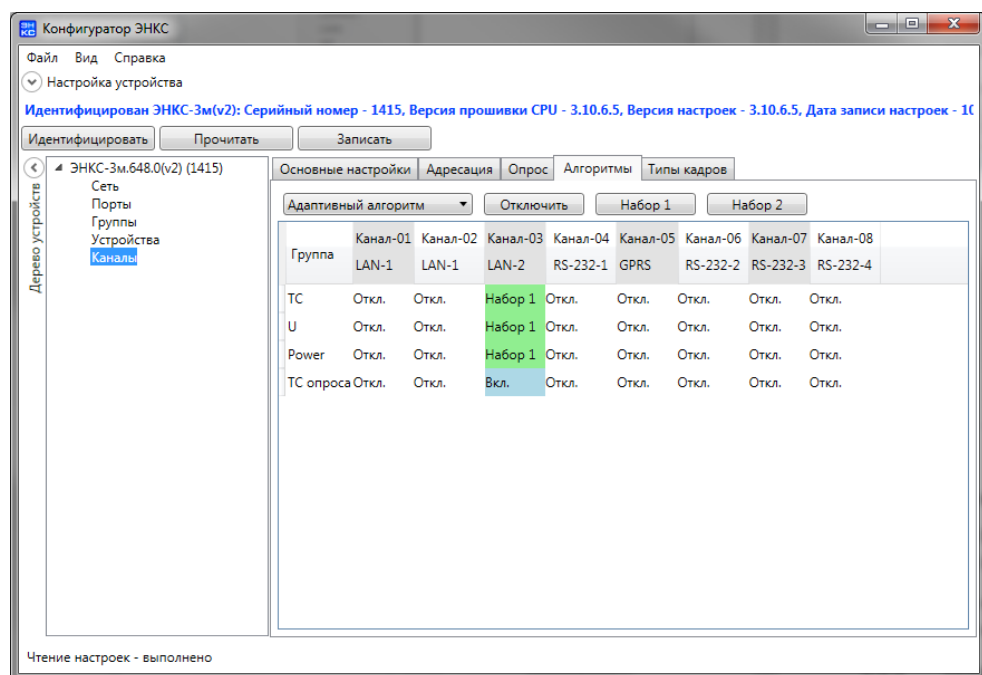 ЭН
КС
Конфигуратор ЭНКС
Файл Вид Справка
Настройка устройства
Идентифицирован ЭНКС-3м(v2): Серийный номер - 1415, Версия прошивки CPU - 3.10.6.5, Версия настроек - 3.10.6.5, Дата записи настроек - 10
Идентифицировать Прочитать Записать
Дерево устройств
ЭНКС-3м.648.0(v2) (1415)
Сеть
Порты
Группы
Устройства
Каналы
Основные настройки Адресация Опрос Алгоритмы Типы кадров
Адаптивный алгоритм Отключить Набор 1 Набор 2
Группа Канал-01 Канал-02 Канал-03 Канал-04 Канал-05 Канал-06 Канал-07 Канал-08
LAN-1 LAN-1 LAN-2 RS-232-1 GPRS RS-232-2 RS-232-3 RS-232-4
ТС Откл. Откл. Набор 1 Откл. Откл. Откл. Откл. Откл.
U Откл. Откл. Набор 1 Откл. Откл. Откл. Откл. Откл.
Power Откл. Откл. Набор 1 Откл. Откл. Откл. Откл. Откл.
ТС опроса Откл. Откл. Вкл. Откл. Откл. Откл. Откл. Откл.
Чтение настроек - выполнено